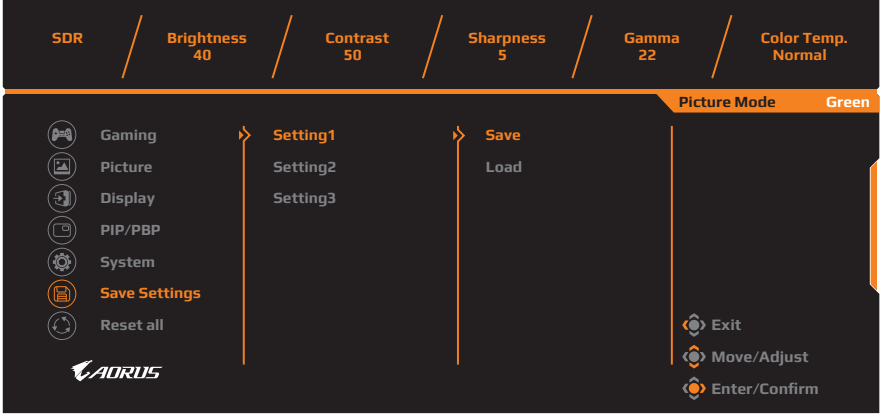 SDR
Brightness
40
Contrast
50
Sharpness
5
Gamma
22
Color Temp.
Normal
Picture Mode Green
Gaming
Picture
Display
PIP/PBP
System
Save Settings
Reset all
Setting1
Setting2
Setting3
Save
Load
Exit
Move/Adjust
Enter/Confirm
AORUS